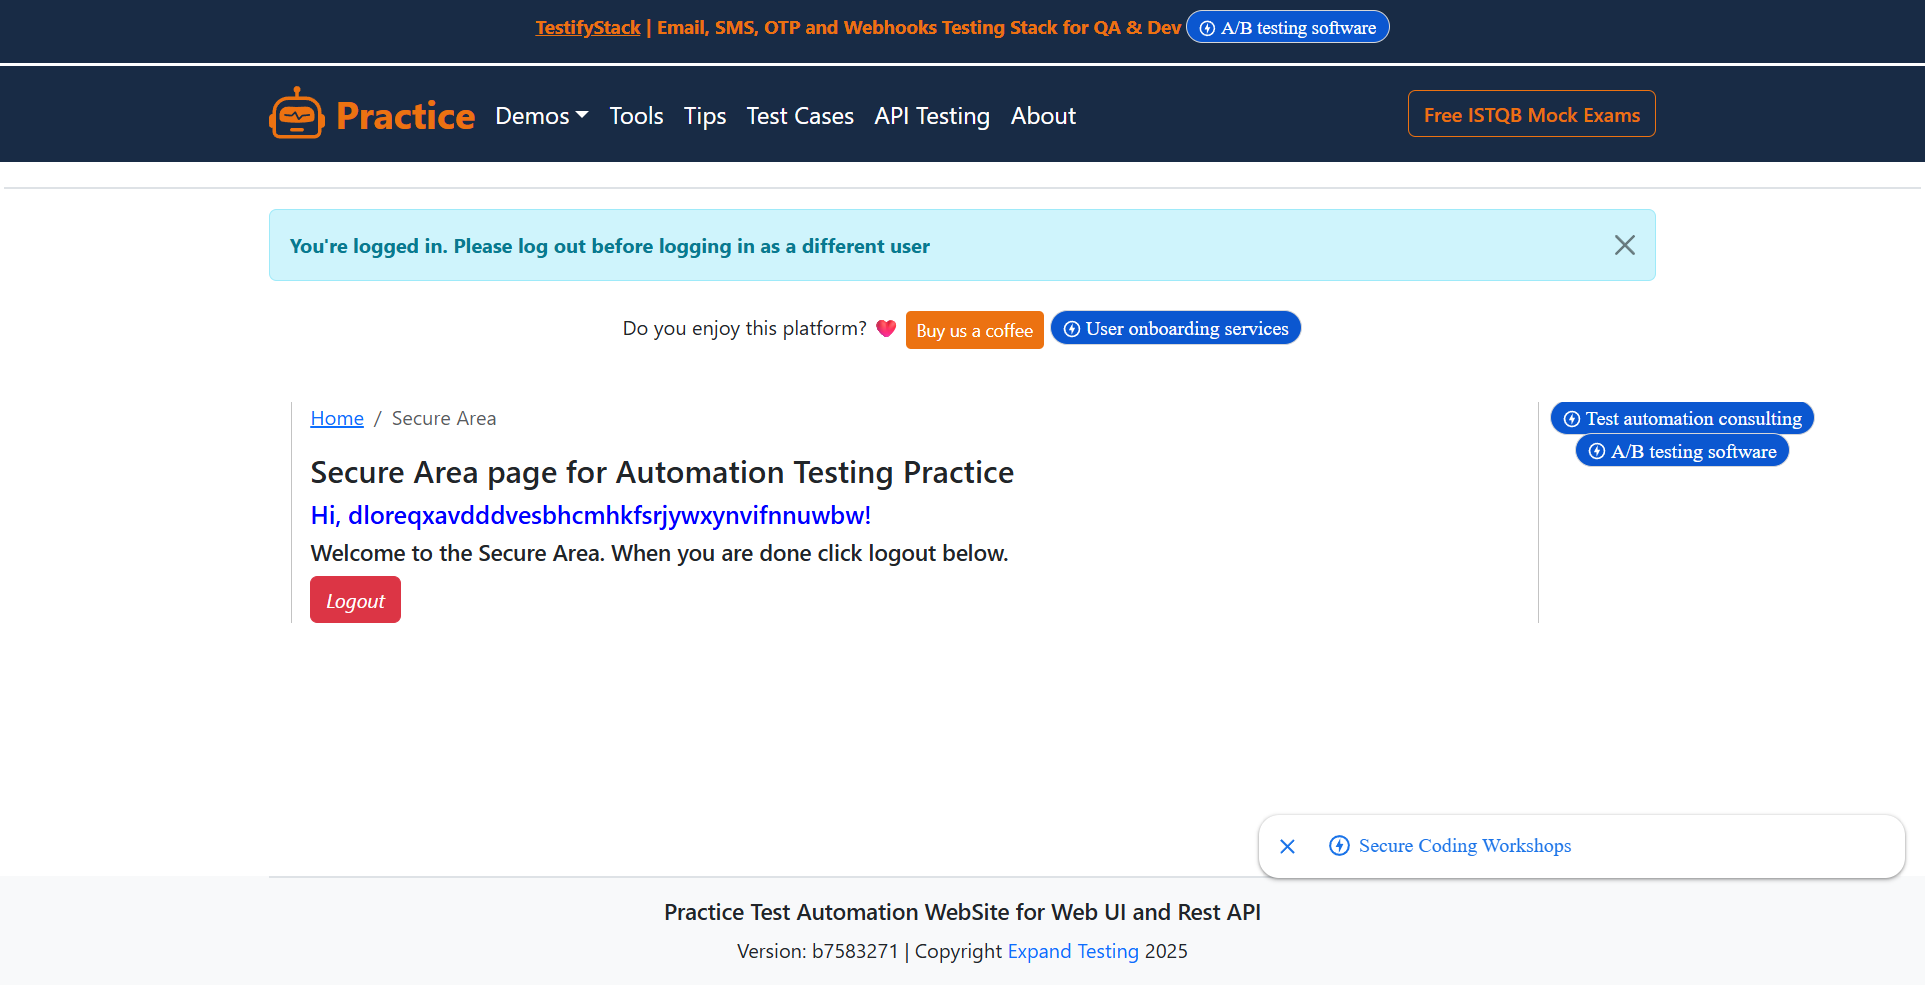 TestifyStack | Email, SMS, OTP and Webhooks Testing Stack for QA & Dev A/B testing software
Practice Demos Tools Tips Test Cases API Testing About Free ISTQB Mock Exams
You're logged in. Please log out before logging in as a different user
Do you enjoy this platform? Buy us a coffee User onboarding services
Home / Secure Area
Secure Area page for Automation Testing Practice
Hi, dloreqxavdddvesbhcmhkfsrjywxynvifnnuwbw!
Welcome to the Secure Area. When you are done click logout below.
Logout
Test automation consulting
A/B testing software
Secure Coding Workshops
Practice Test Automation WebSite for Web UI and Rest API
Version: b7583271 | Copyright Expand Testing 2025